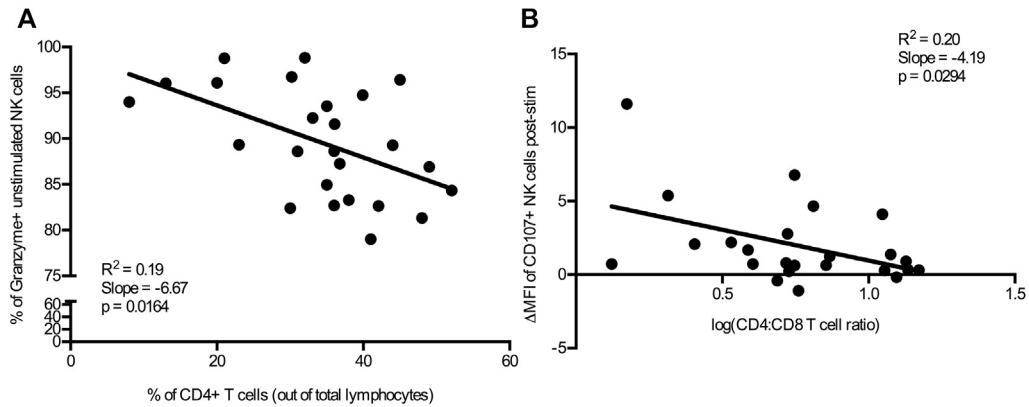 A
% of Granzyme+ unstimulated NK cells
100
95
90
85
80
75
60
40
20
0
R² = 0.19
Slope = -6.67
p = 0.0164
0
20
40
60
% of CD4+ T cells (out of total lymphocytes)
B
ΔMFI of CD107+ NK cells post-stim
15
10
5
0
-5
R² = 0.20
Slope = -4.19
p = 0.0294
0.5
1.0
1.5
log(CD4:CD8 T cell ratio)